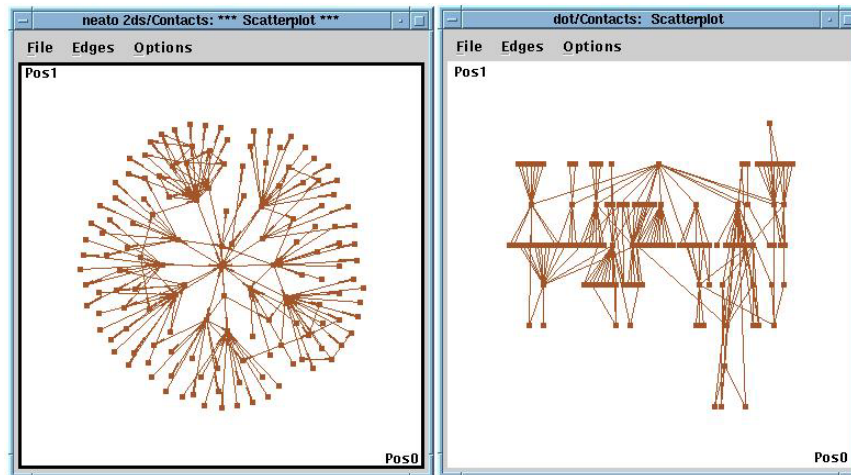 neato 2ds/Contacts: *** Scatterplot ***
File Edges Options
Pos1
Pos0
dot/Contacts: Scatterplot
File Edges Options
Pos1
Pos0